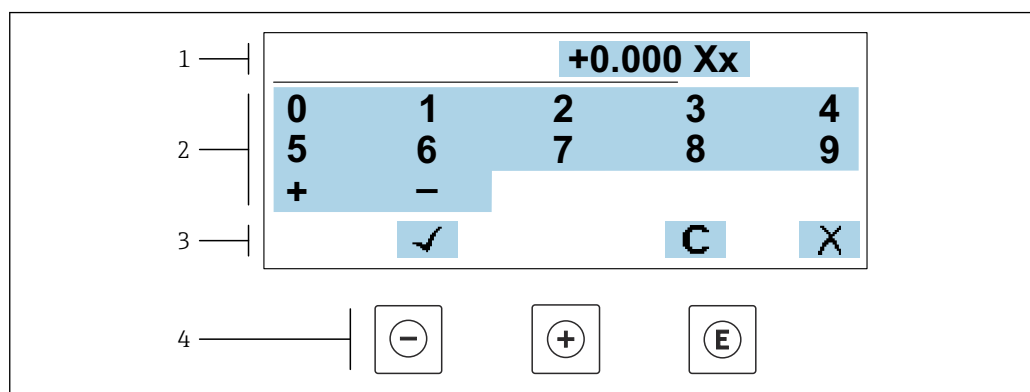 1 +0.000 Xx
2 0 1 2 3 4
5 6 7 8 9
+ −
3 ✓ C X
4 − + E